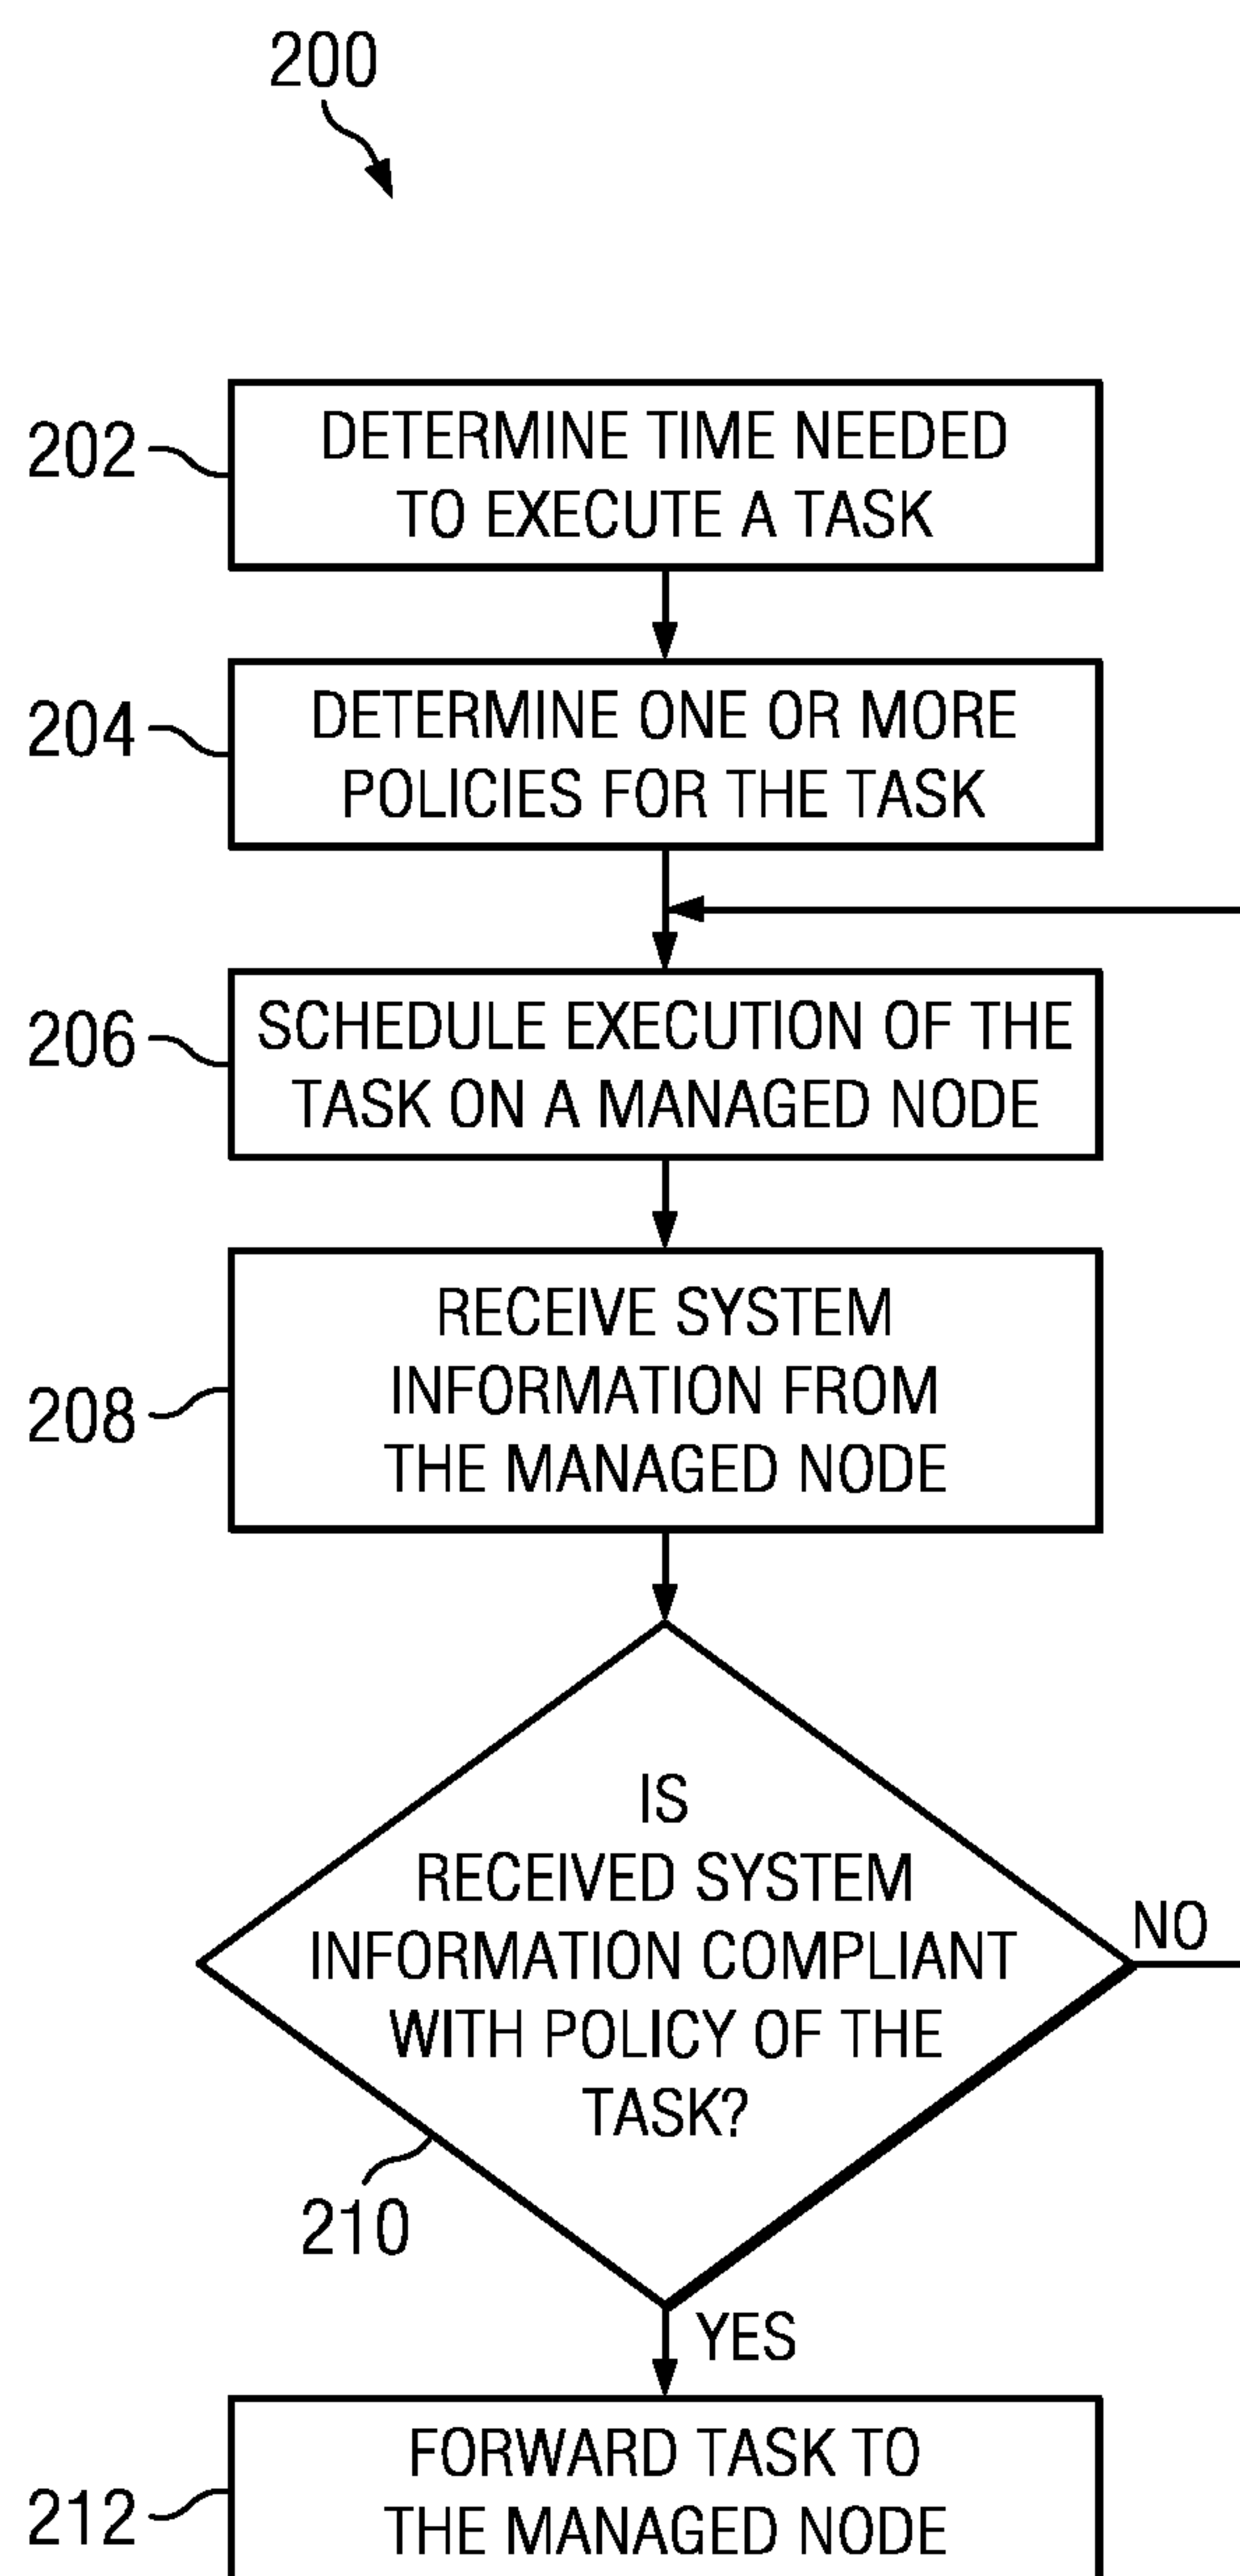 200
202
DETERMINE TIME NEEDED
TO EXECUTE A TASK
204
DETERMINE ONE OR MORE
POLICIES FOR THE TASK
206
SCHEDULE EXECUTION OF THE
TASK ON A MANAGED NODE
208
RECEIVE SYSTEM
INFORMATION FROM
THE MANAGED NODE
IS
RECEIVED SYSTEM
INFORMATION COMPLIANT
WITH POLICY OF THE
TASK?
NO
210
YES
212
FORWARD TASK TO
THE MANAGED NODE